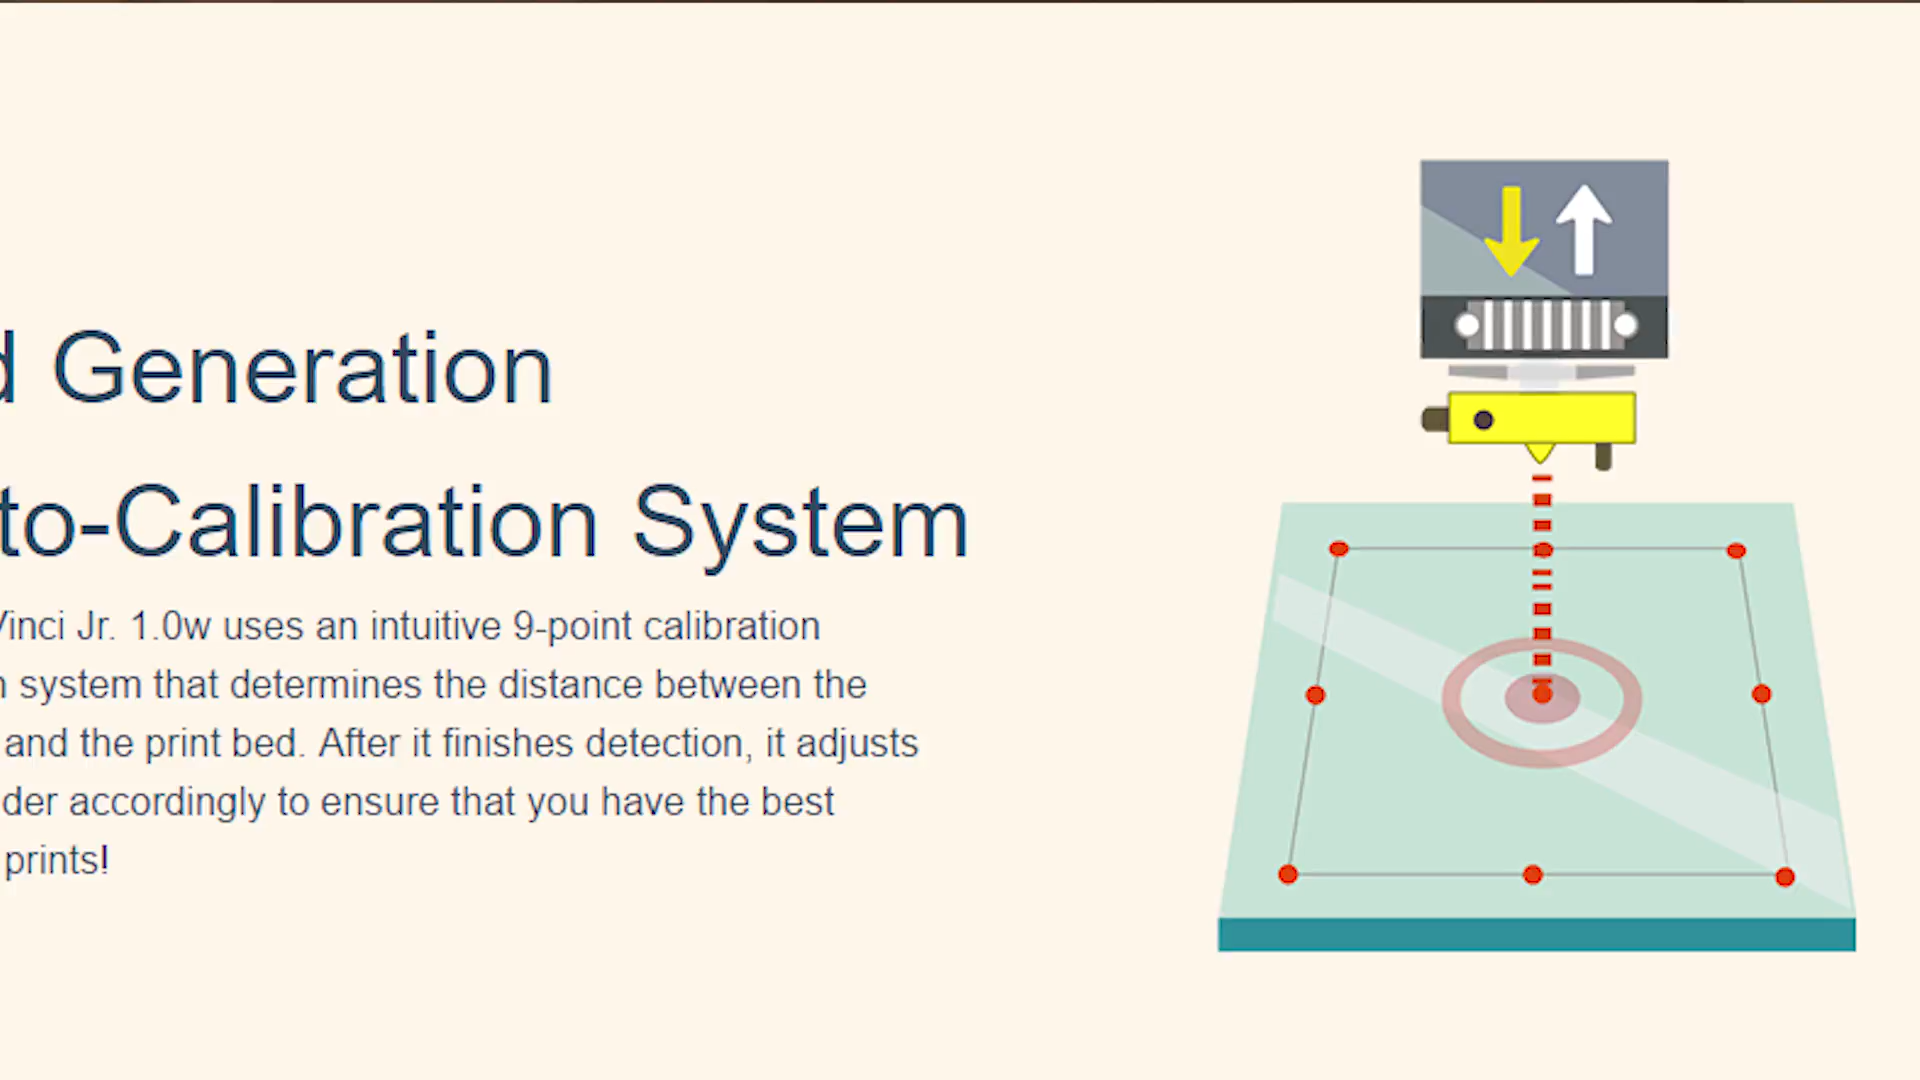 d Generation
to-Calibration System
Vinci Jr. 1.0w uses an intuitive 9-point calibration
n system that determines the distance between the
and the print bed. After it finishes detection, it adjusts
der accordingly to ensure that you have the best
prints!